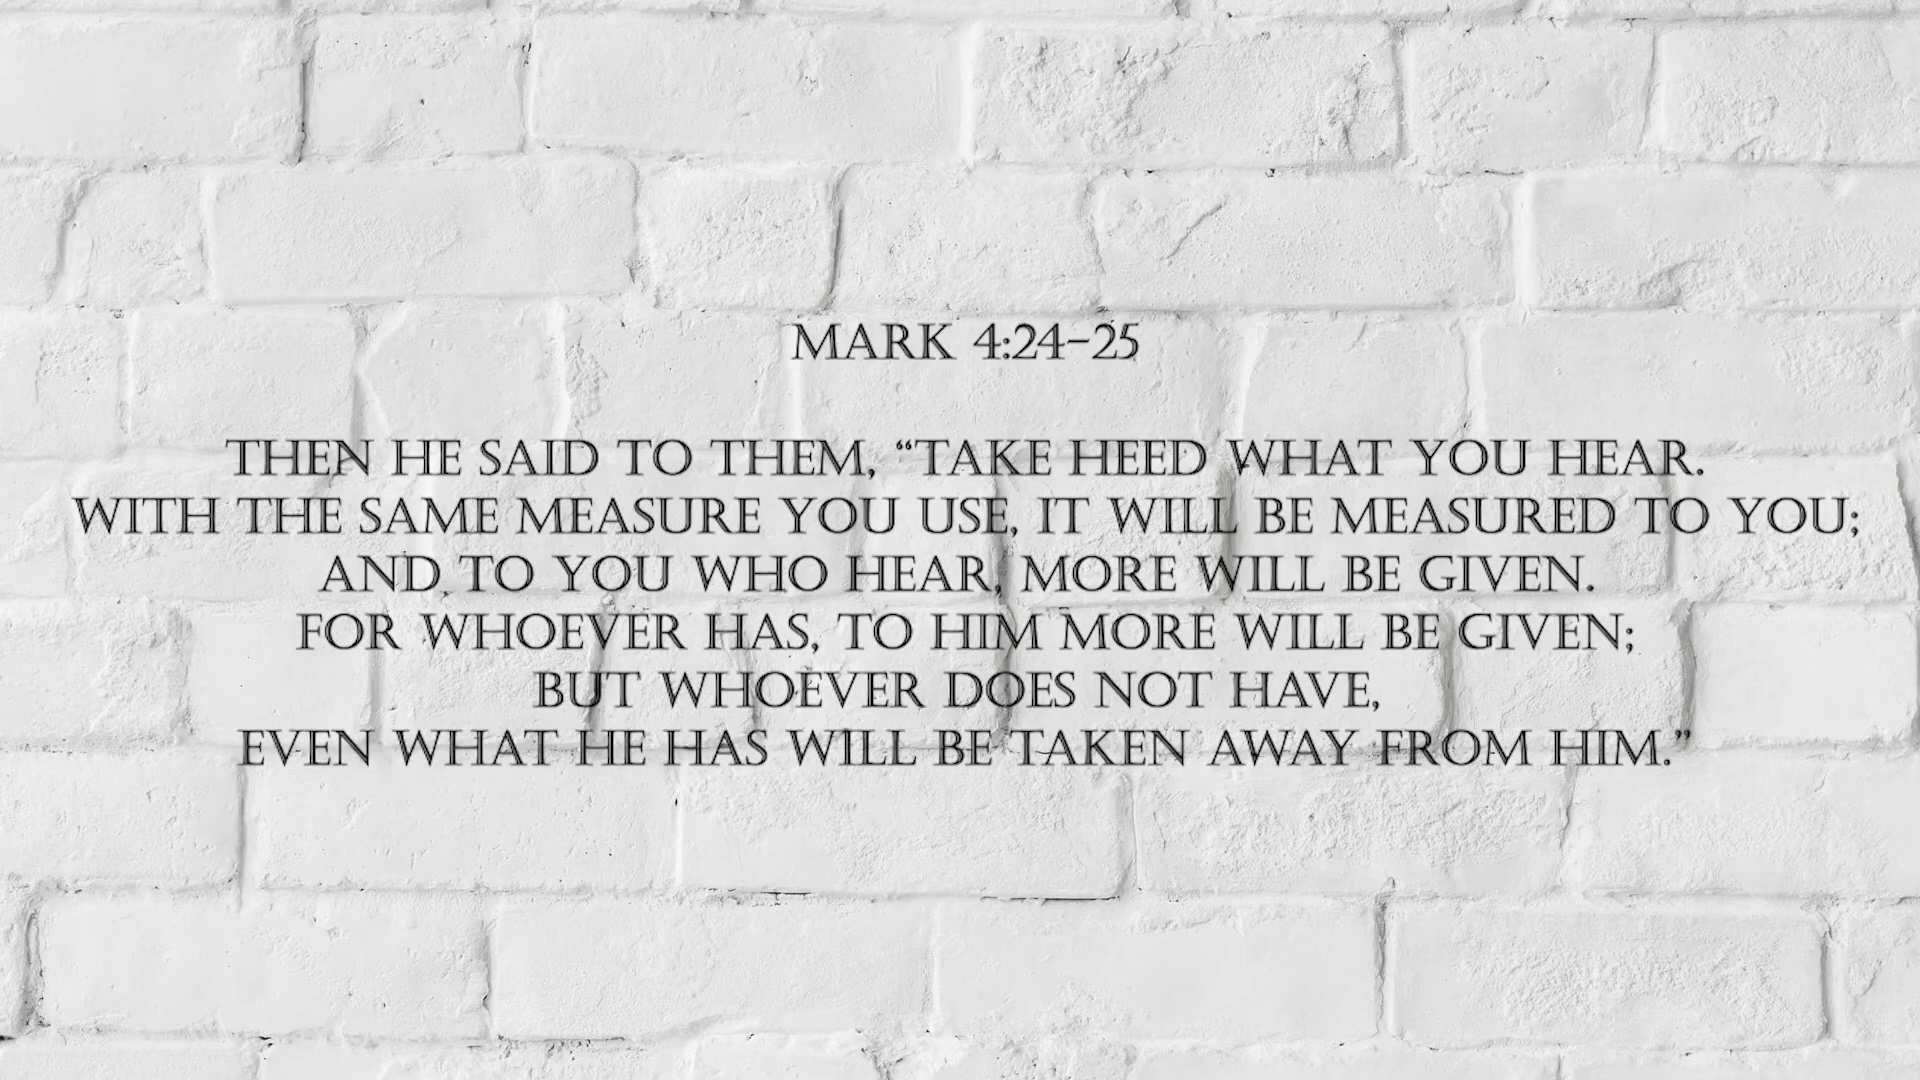 MARK 4:24-25
THEN HE SAID TO THEM, “TAKE HEED WHAT YOU HEAR.
WITH THE SAME MEASURE YOU USE, IT WILL BE MEASURED TO YOU;
AND TO YOU WHO HEAR, MORE WILL BE GIVEN.
FOR WHOEVER HAS, TO HIM MORE WILL BE GIVEN;
BUT WHOEVER DOES NOT HAVE,
EVEN WHAT HE HAS WILL BE TAKEN AWAY FROM HIM.”